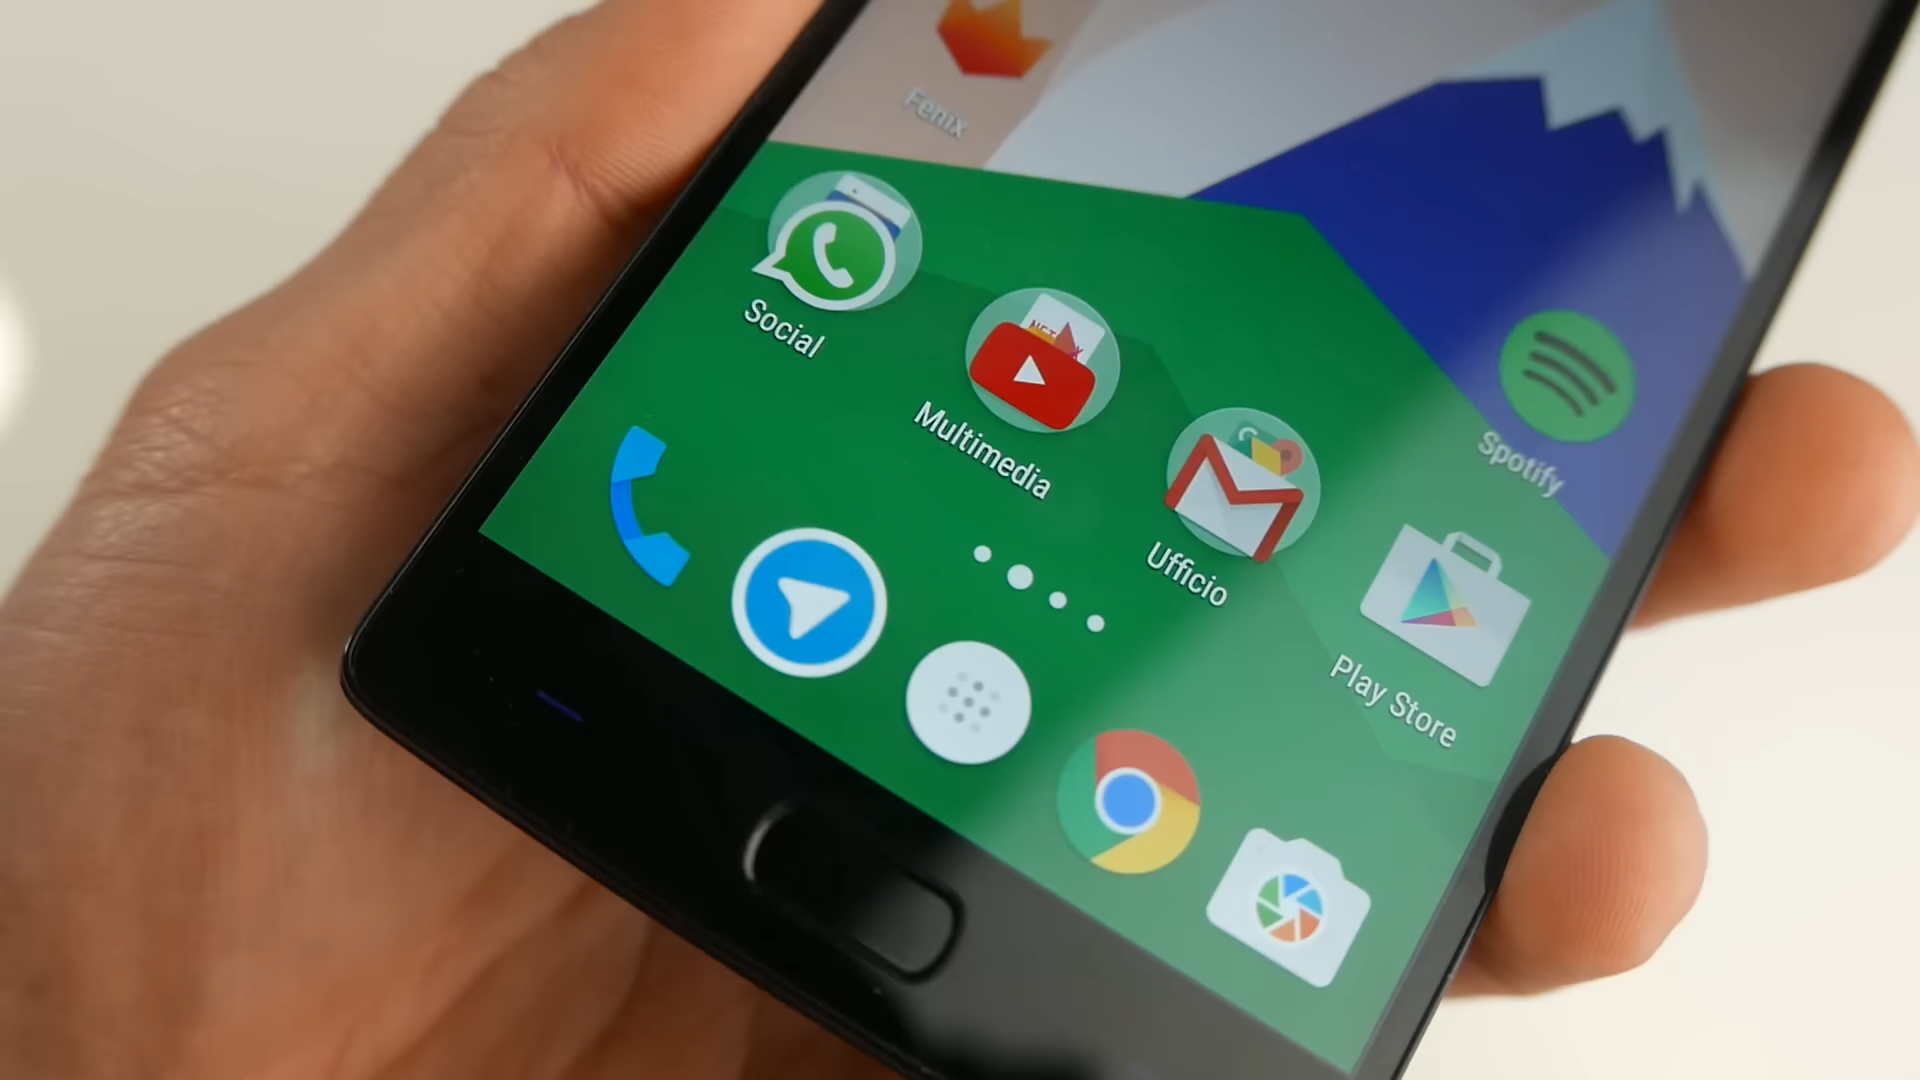 Fenix
Social
Multimedia
Ufficio
Spotify
Play Store